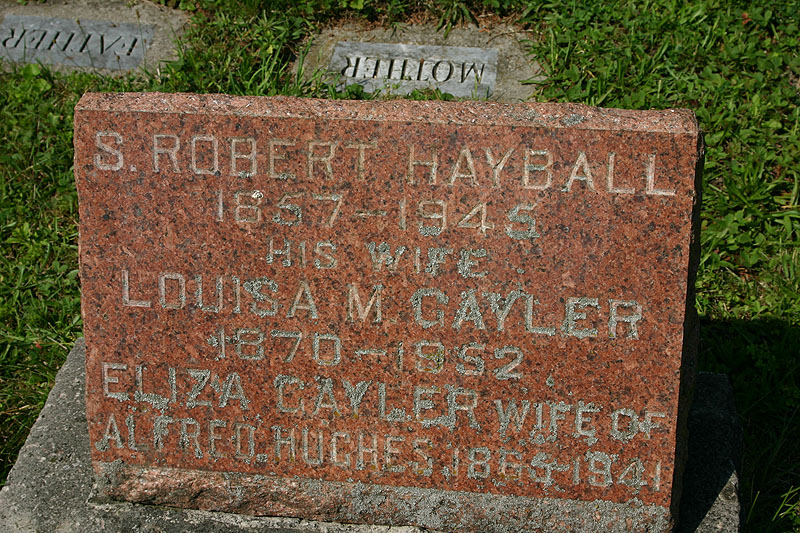 FATHER
MOTHER
S. ROBERT HAYBALL
1857-1945
HIS WIFE
LOUISA M. GAYLER
1870-1952
ELIZA GAYLER WIFE OF
ALFRED HUGHES. 1865-1941